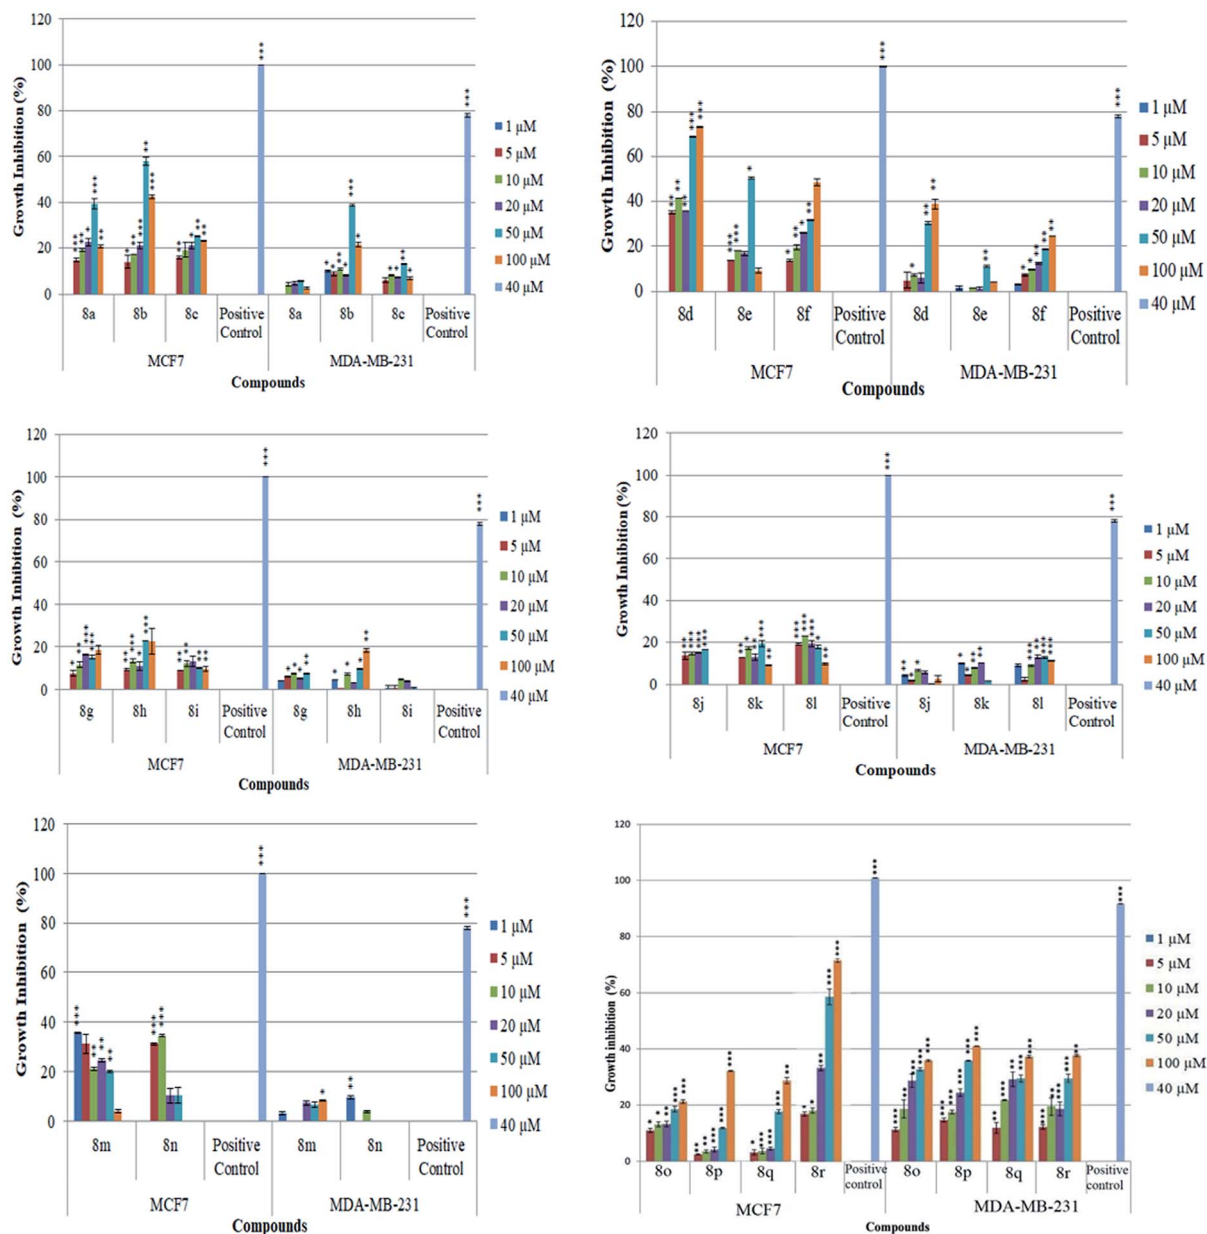 120
100
80
60
40
20
0
Growth Inhibition (%)
***
***
***
**
*
***
**
**
**
***
**
***
**
**
*
**
**
*
*
**
*
***
*
*
**
*
***
8a
8b
8c
Positive
Control
8a
8b
8c
Positive
Control
MCF7
MDA-MB-231
Compounds
1 µM
5 µM
10 µM
20 µM
50 µM
100 µM
40 µM
120
100
80
60
40
20
0
Growth Inhibition (%)
8d
8e
8f
Positive
Control
8d
8e
8f
Positive
Control
MCF7
MDA-MB-231
Compounds
1 µM
5 µM
10 µM
20 µM
50 µM
100 µM
40 µM
120
100
80
60
40
20
0
Growth Inhibition (%)
8g
8h
8i
Positive
Control
8g
8h
8i
Positive
Control
MCF7
MDA-MB-231
Compounds
1 µM
5 µM
10 µM
20 µM
50 µM
100 µM
40 µM
120
100
80
60
40
20
0
Growth Inhibition (%)
8j
8k
8l
Positive
Control
8j
8k
8l
Positive
Control
MCF7
MDA-MB-231
Compounds
1 µM
5 µM
10 µM
20 µM
50 µM
100 µM
40 µM
120
100
80
60
40
20
0
Growth Inhibition (%)
8m
8n
Positive
Control
8m
8n
Positive
Control
MCF7
MDA-MB-231
Compounds
1 µM
5 µM
10 µM
20 µM
50 µM
100 µM
40 µM
120
100
80
60
40
20
0
Growth inhibition (%)
8o
8p
8q
8r
Positive
control
8o
8p
8q
8r
Positive
control
MCF7
MDA-MB-231
Compounds
1 µM
5 µM
10 µM
20 µM
50 µM
100 µM
40 µM